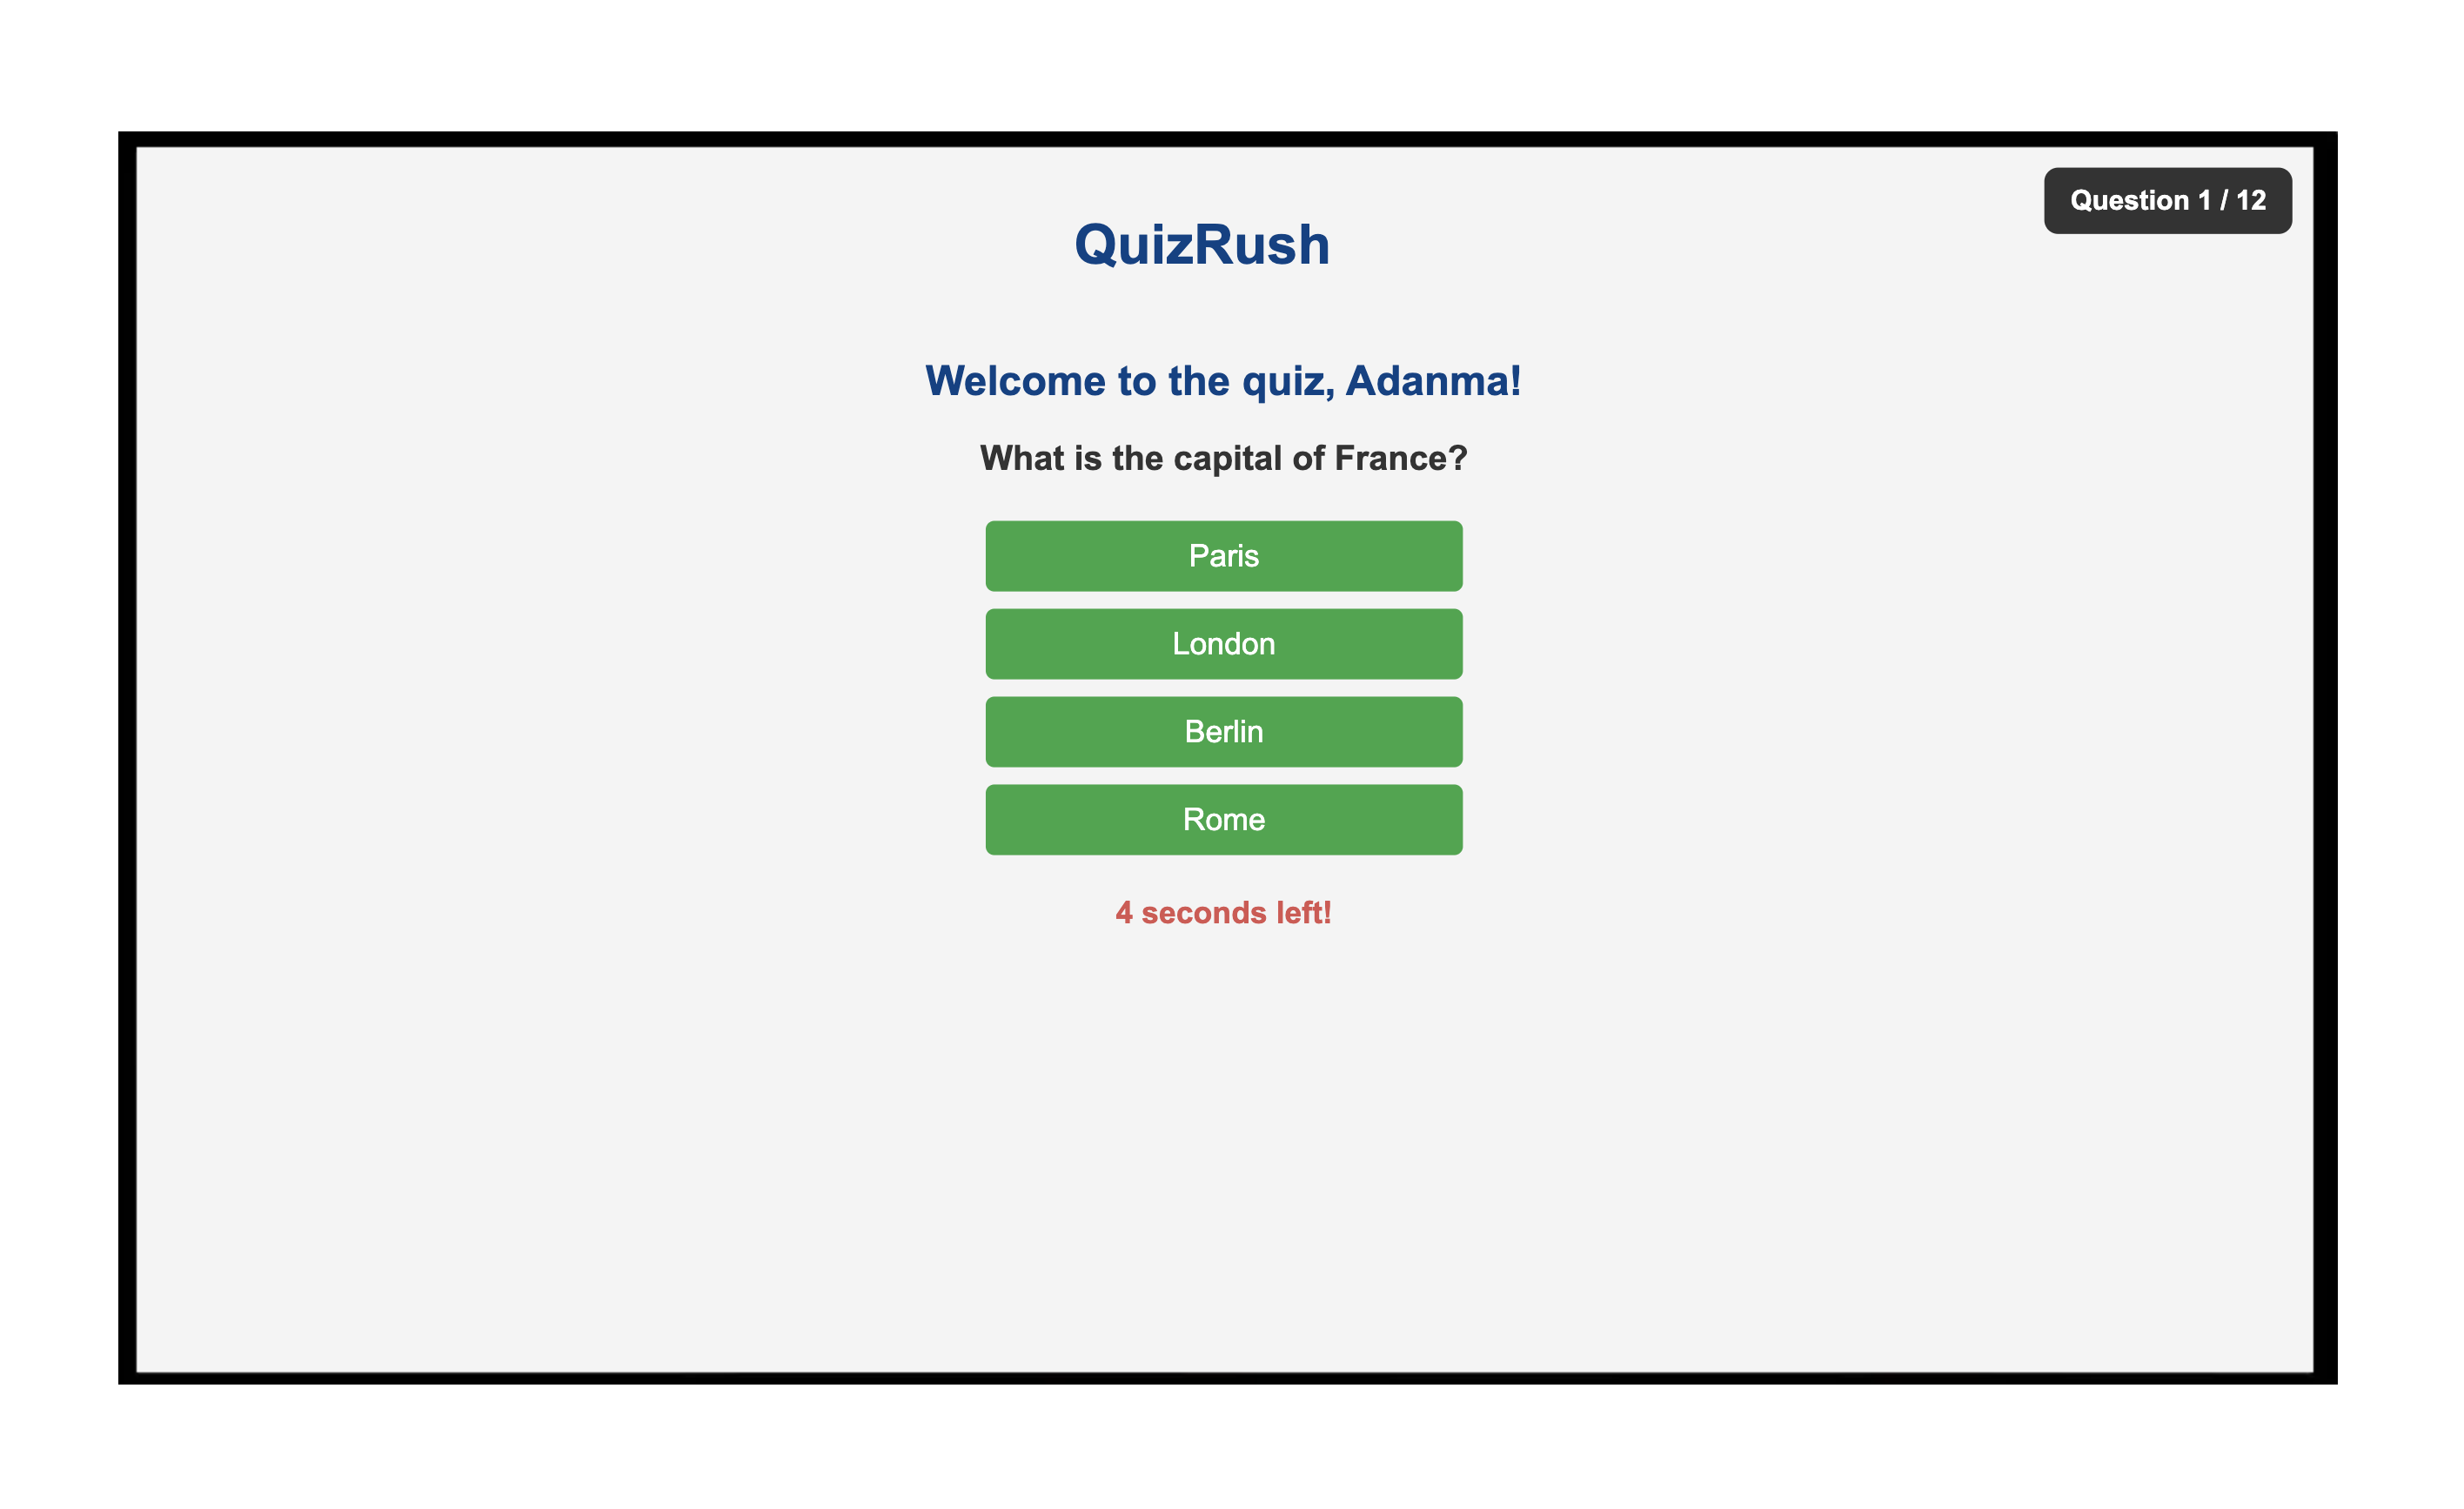 Question 1 / 12
QuizRush
Welcome to the quiz, Adanma!
What is the capital of France?
Paris
London
Berlin
Rome
4 seconds left!